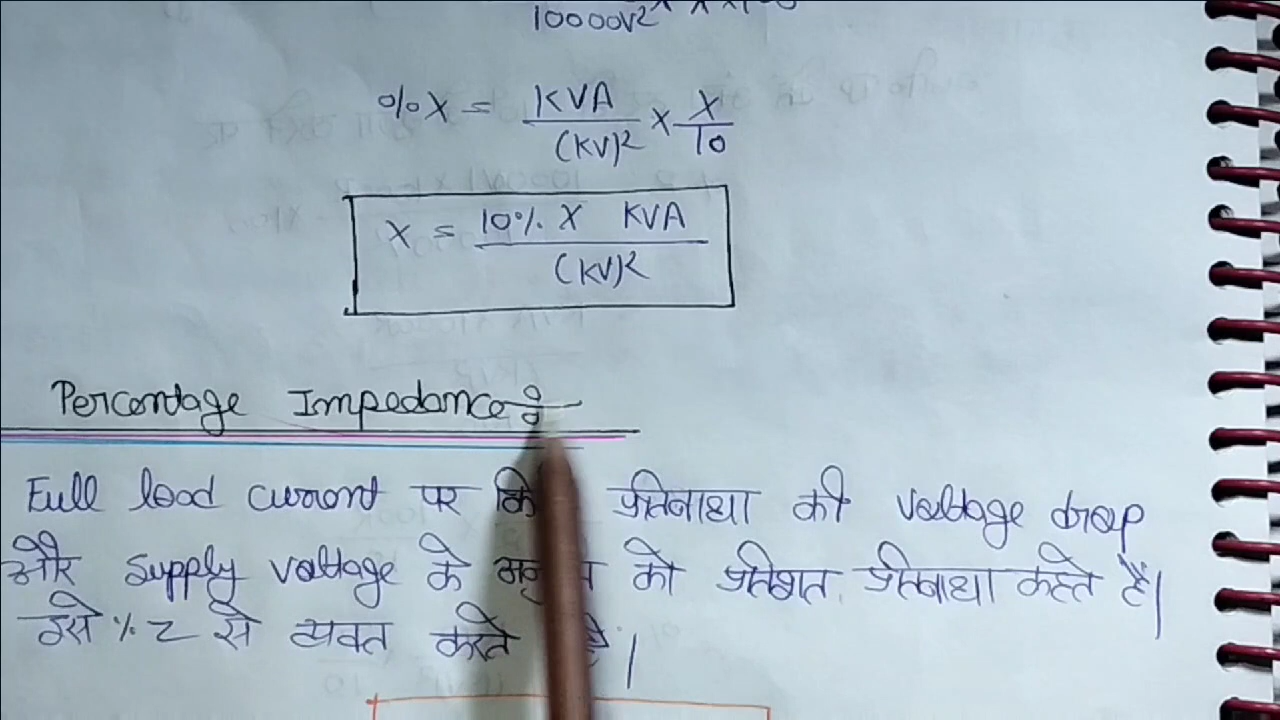 10000V²
%X = KVA/(KV)² × X/10
X = 10% X KVA/(KV)²
Percentage Impedance:-
Full load current पर प्रतिबाधा की voltage drop
और supply voltage के को प्रतिशत प्रतिबाधा कहते हैं।
इसे % Z से व्यक्त करते है।